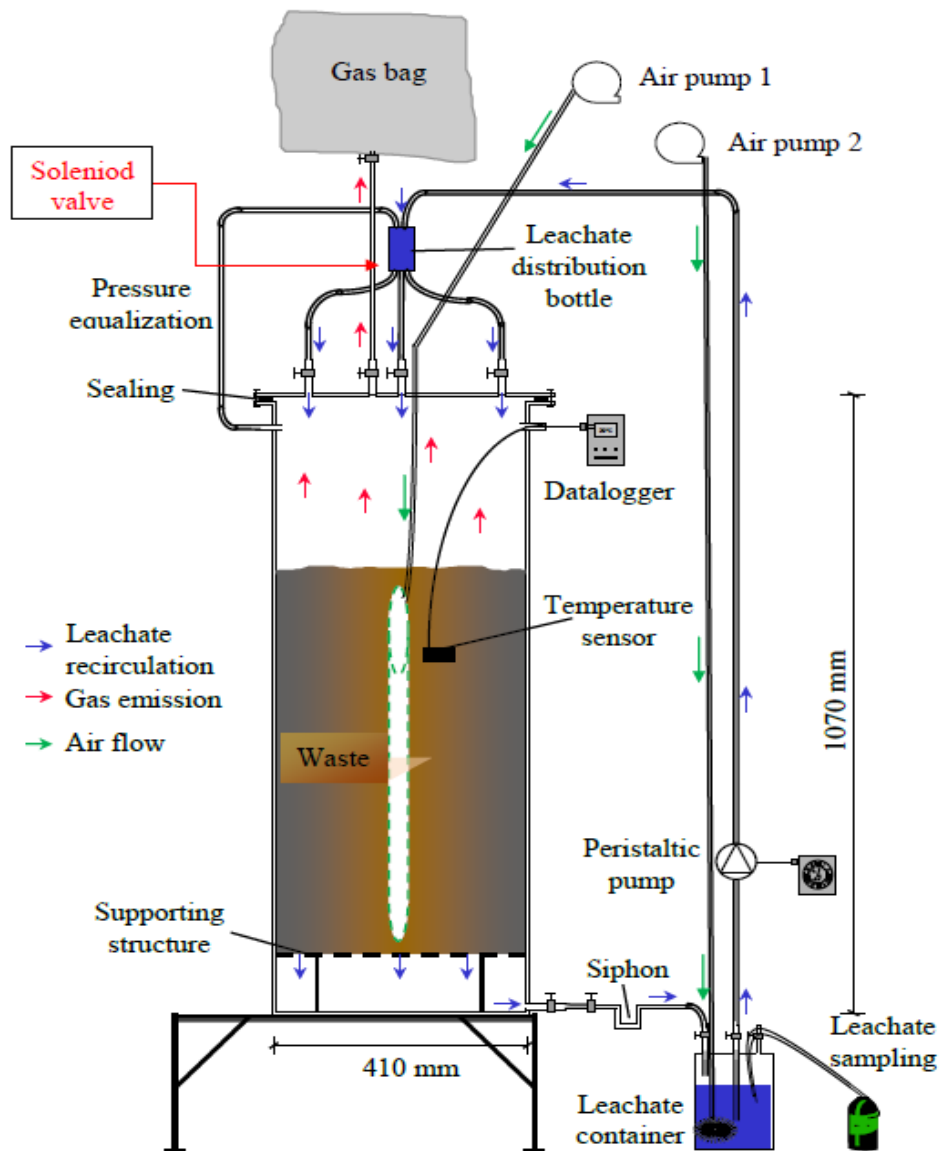 Gas bag
Air pump 1
Air pump 2
Soleniod
valve
Leachate
distribution
bottle
Pressure
equalization
Sealing
Datalogger
Temperature
sensor
Leachate
recirculation
Gas emission
Air flow
Waste
1070 mm
Peristaltic
pump
Supporting
structure
Siphon
Leachate
sampling
410 mm
Leachate
container